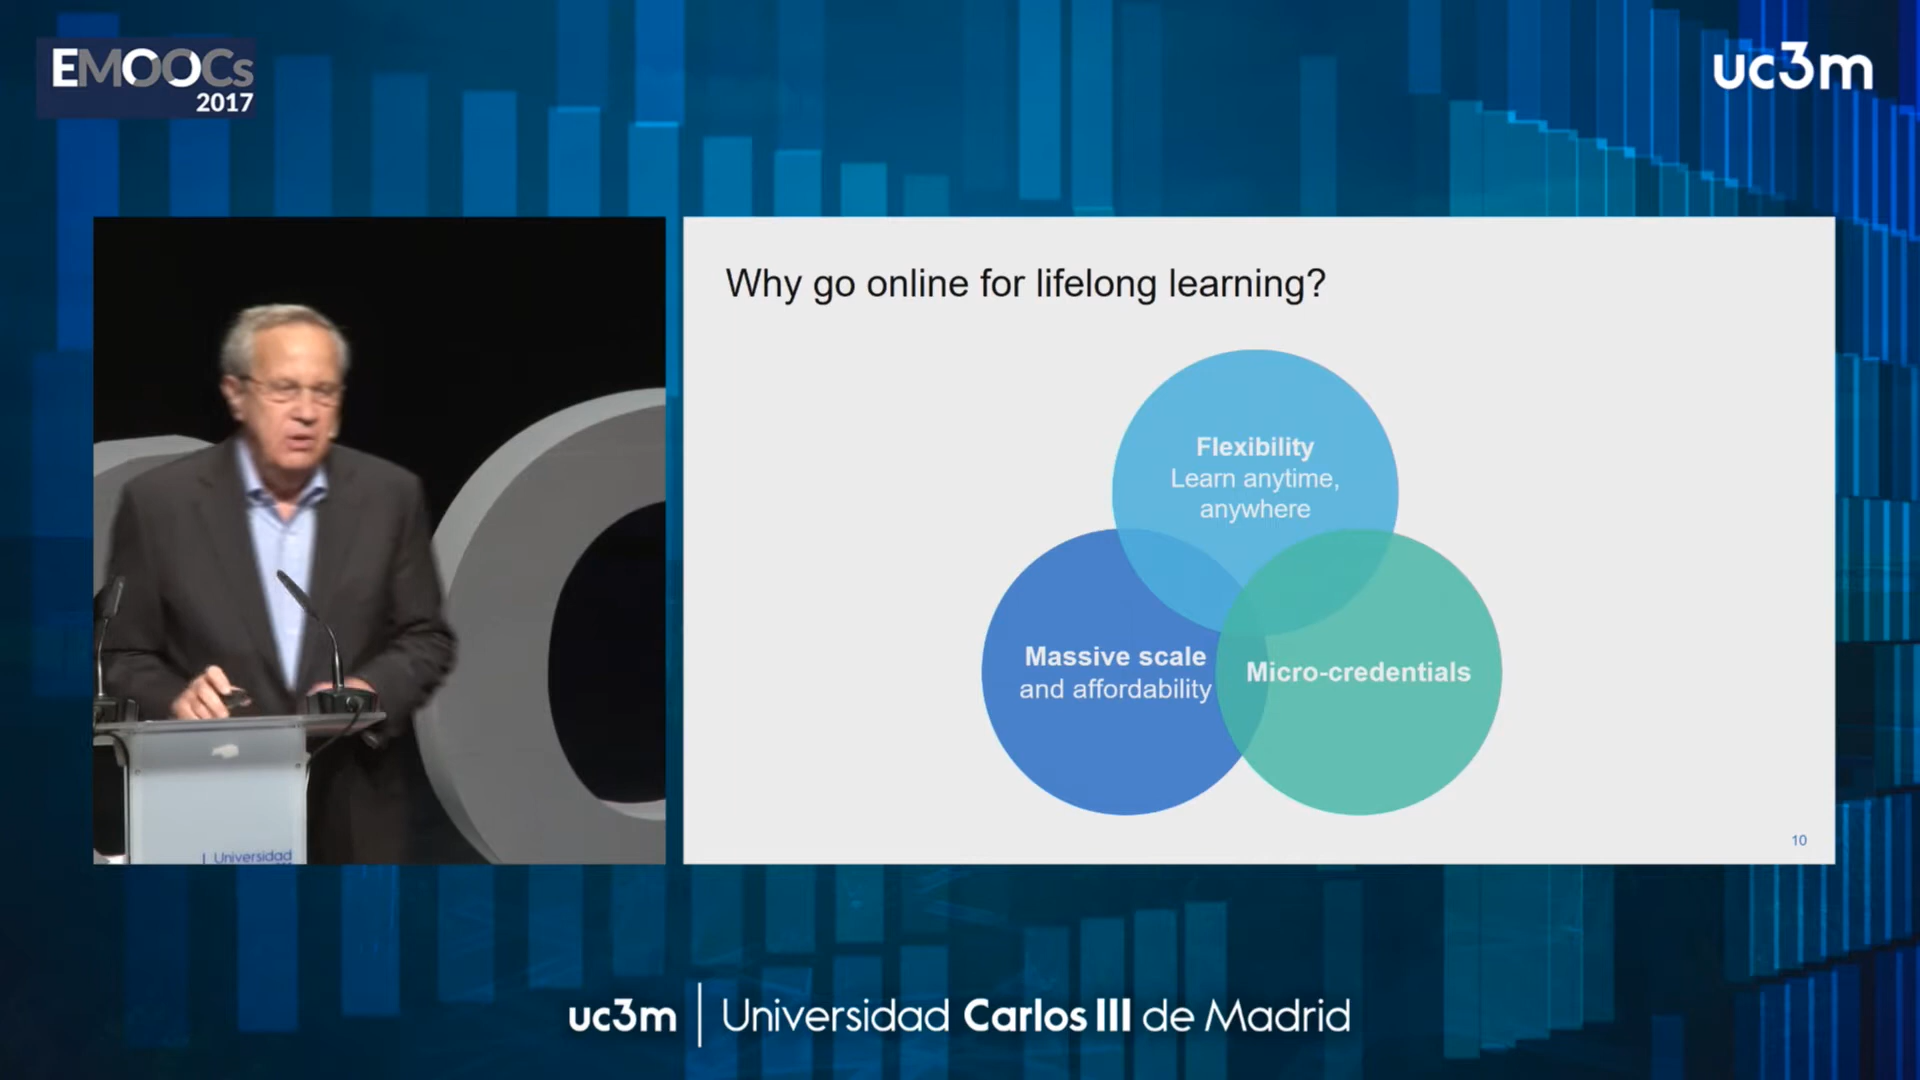 EMOOCs
2017
uc3m
Why go online for lifelong learning?
Flexibility
Learn anytime,
anywhere
Massive scale
and affordability
Micro-credentials
10
Universidad
uc3m | Universidad Carlos III de Madrid